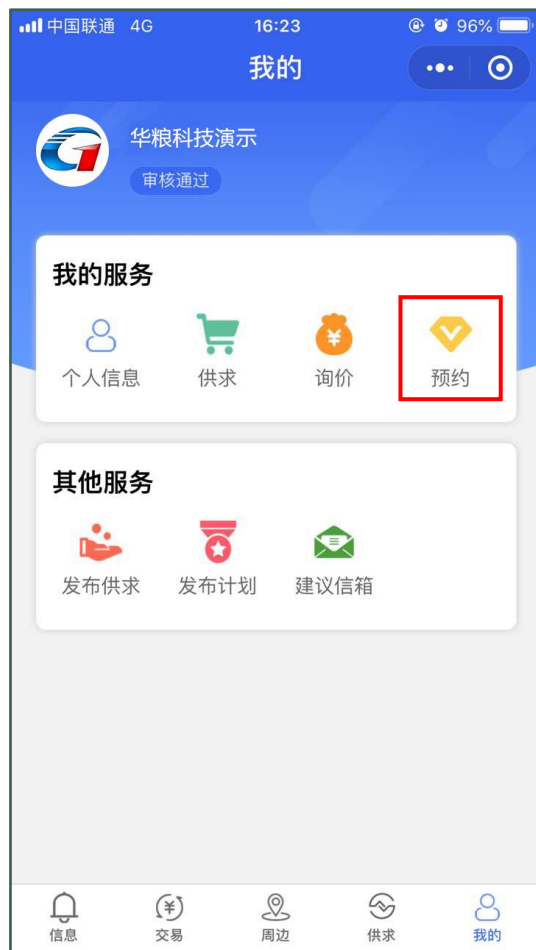 中国联通 4G 16:23 96%
我的
华粮科技演示
审核通过
我的服务
个人信息 供求 询价 预约
其他服务
发布供求 发布计划 建议信箱
信息 交易 周边 供求 我的